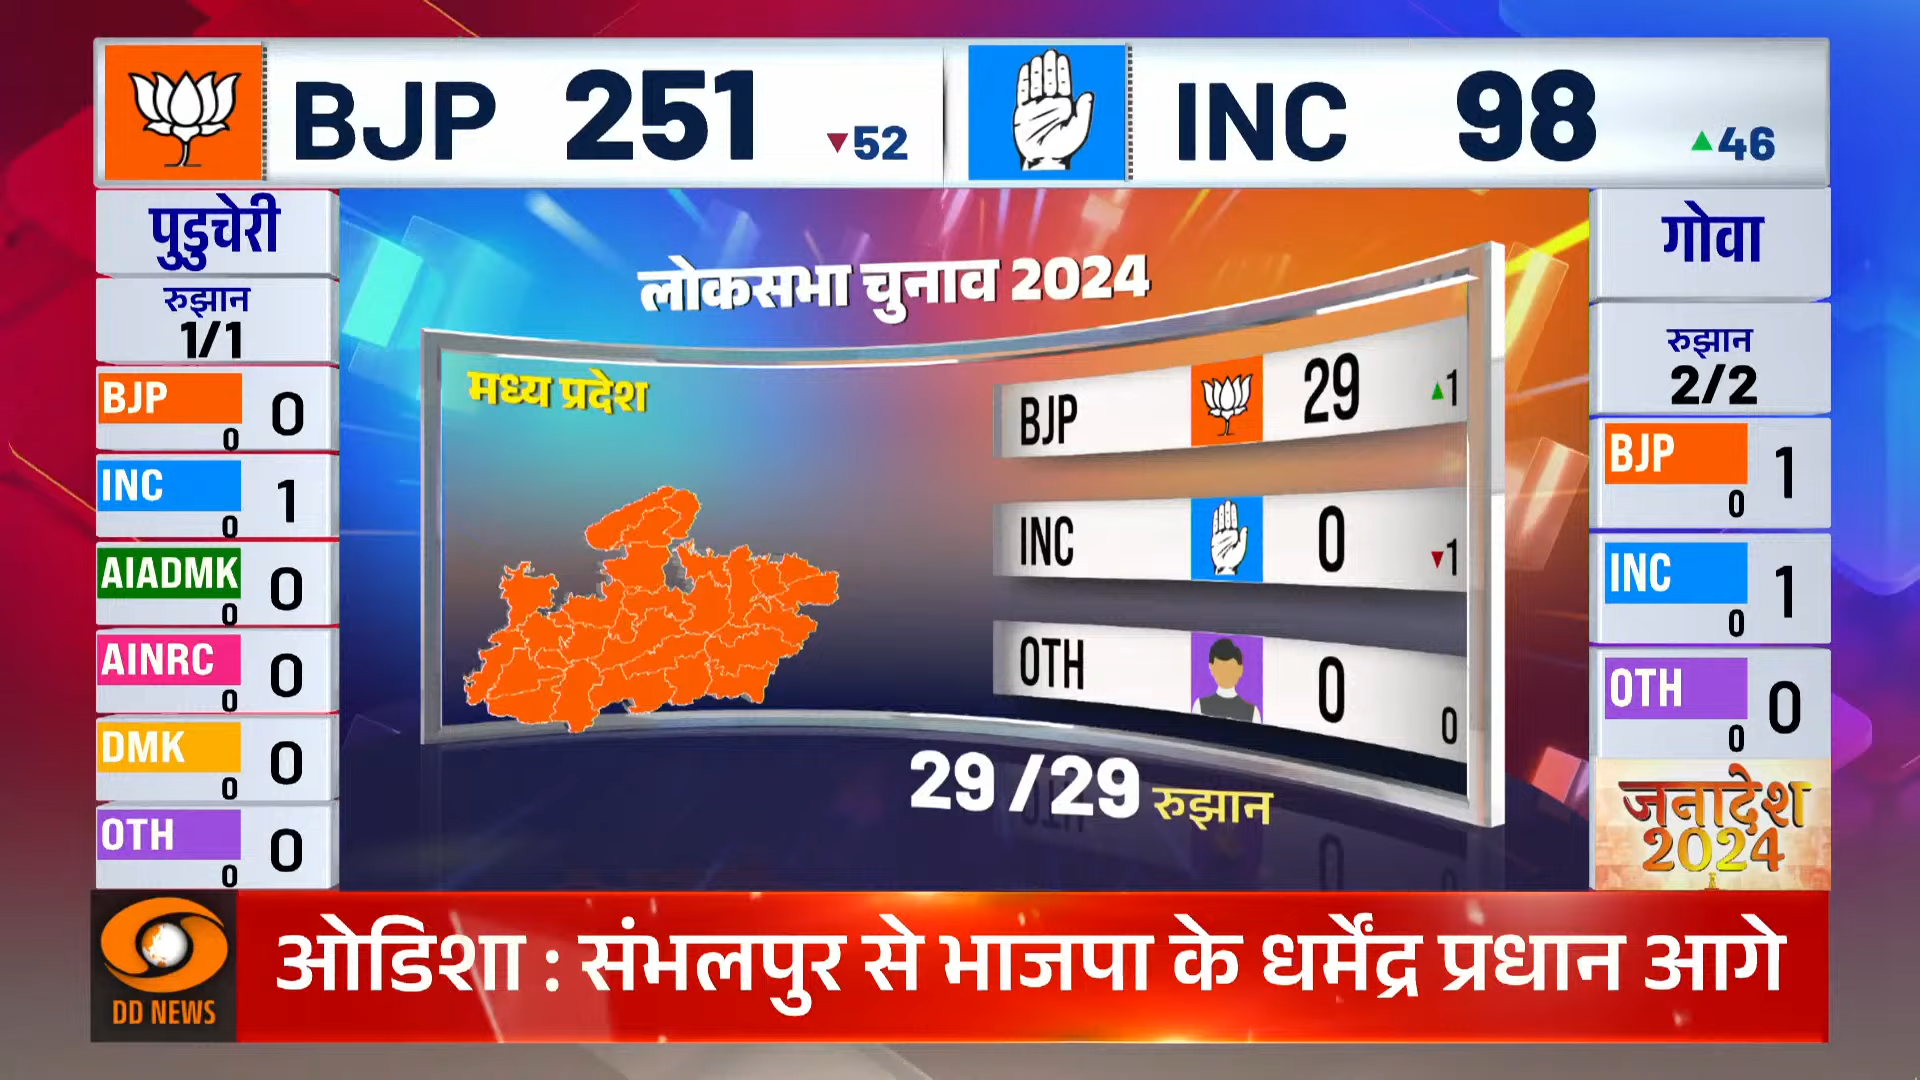 BJP 251 ▼52
INC 98 ▲46
पुडुचेरी
रुझान
1/1
BJP 0
0
INC 1
0
AIADMK 0
0
AINRC 0
0
DMK 0
0
OTH 0
0
लोकसभा चुनाव 2024
मध्य प्रदेश
BJP 29 ▲1
INC 0 ▼1
OTH 0 0
29/29 रुझान
गोवा
रुझान
2/2
BJP 1
0
INC 1
0
OTH 0
0
जनादेश
2024
DD NEWS
ओडिशा : संभलपुर से भाजपा के धर्मेंद्र प्रधान आगे